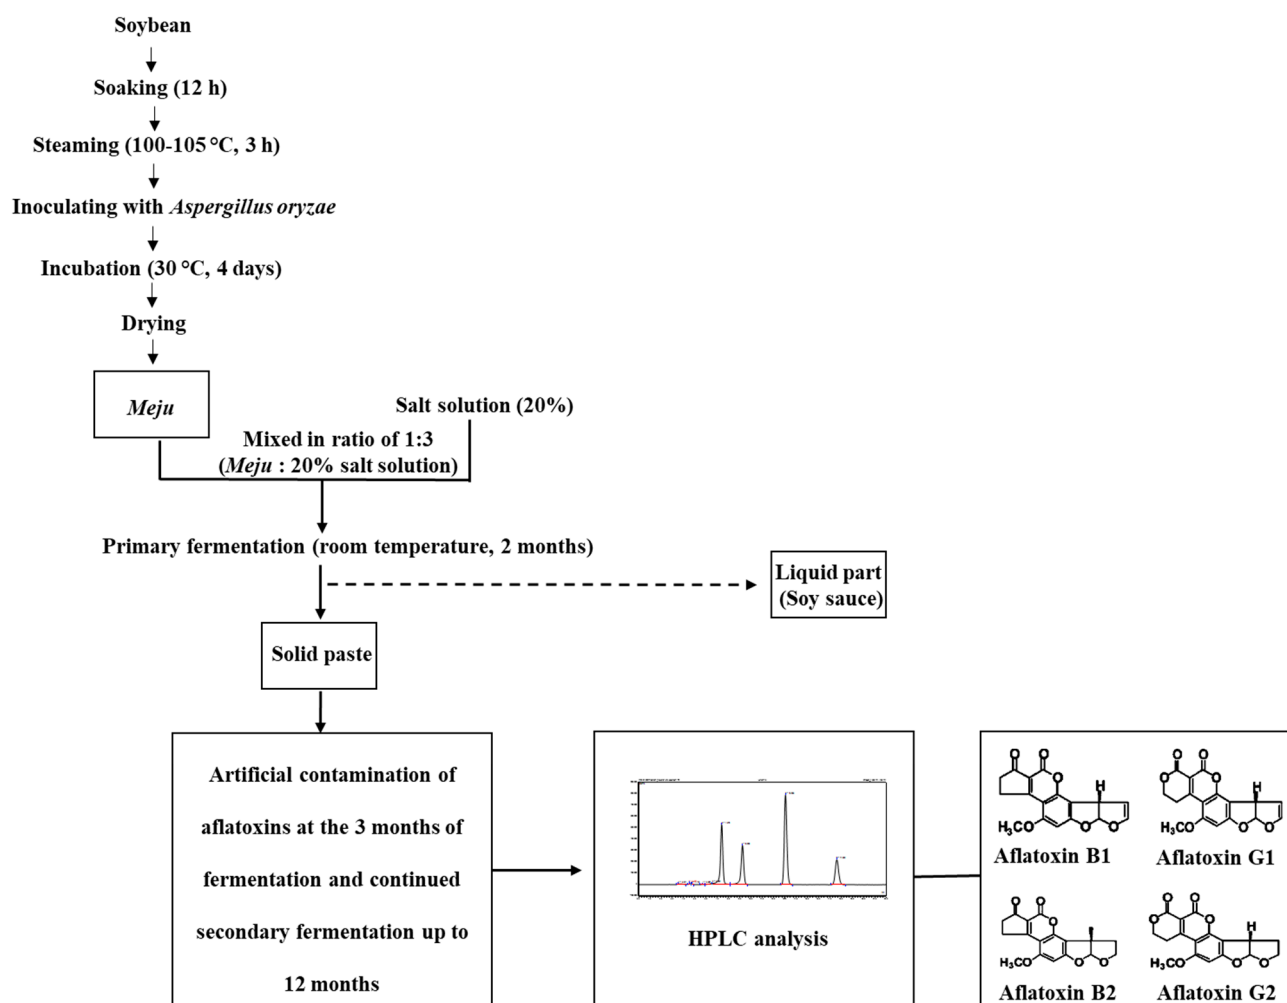 Soybean
Soaking (12 h)
Steaming (100-105 °C, 3 h)
Inoculating with Aspergillus oryzae
Incubation (30 °C, 4 days)
Drying
Meju
Salt solution (20%)
Mixed in ratio of 1:3
(Meju : 20% salt solution)
Primary fermentation (room temperature, 2 months)
Liquid part
(Soy sauce)
Solid paste
Artificial contamination of
aflatoxins at the 3 months of
fermentation and continued
secondary fermentation up to
12 months
HPLC analysis
O O
O
H
H₃CO O O
Aflatoxin B1
O O
O O
H
H₃CO O O
Aflatoxin G1
O O
O
H₃CO O O
Aflatoxin B2
O O
O O
H
H₃CO O O
Aflatoxin G2